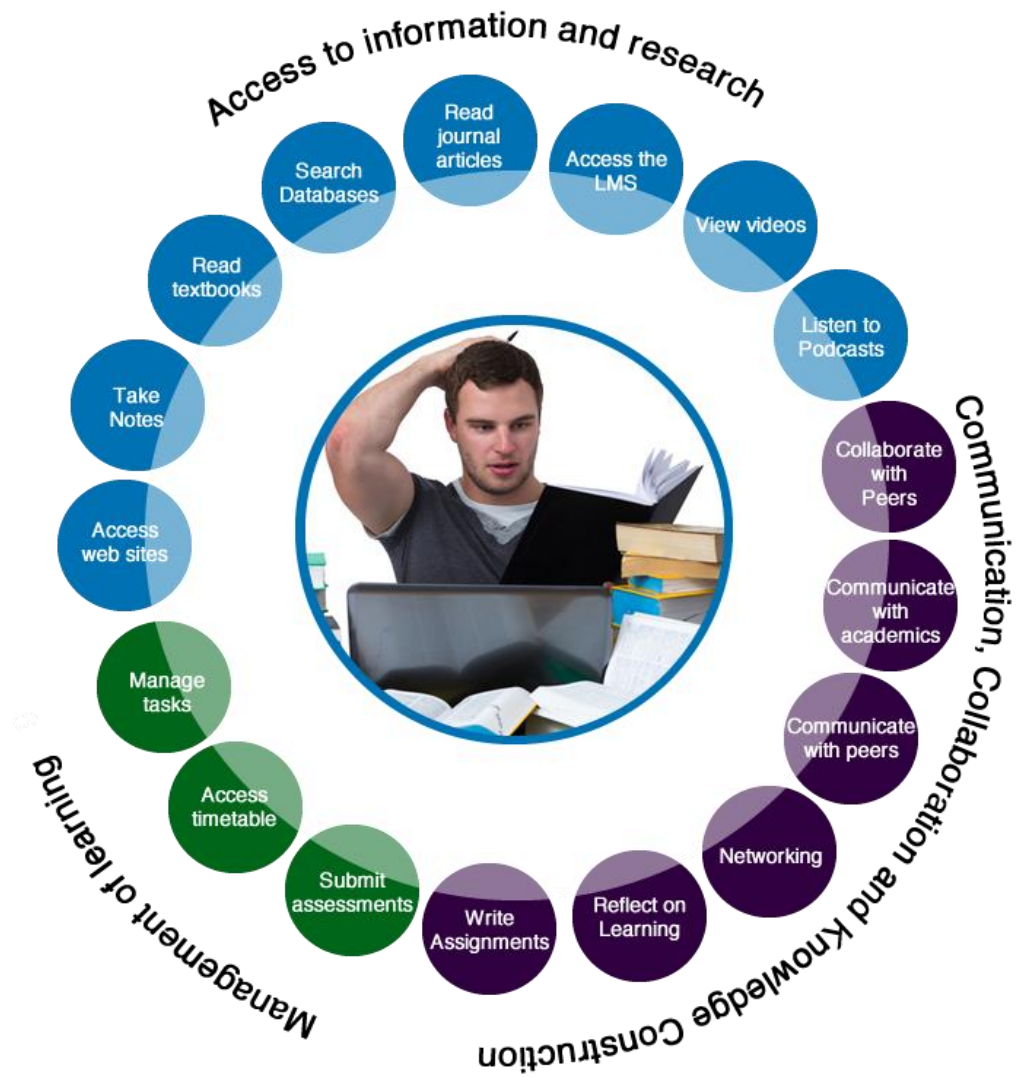 Access to information and research
Read
journal
articles
Access the
LMS
View videos
Listen to
Podcasts
Search
Databases
Read
textbooks
Take
Notes
Access
web sites
Communication, Collaboration and Knowledge Construction
Collaborate
with
Peers
Communicate
with
academics
Communicate
with peers
Networking
Reflect on
Learning
Write
Assignments
Management of learning
Manage
tasks
Access
timetable
Submit
assessments